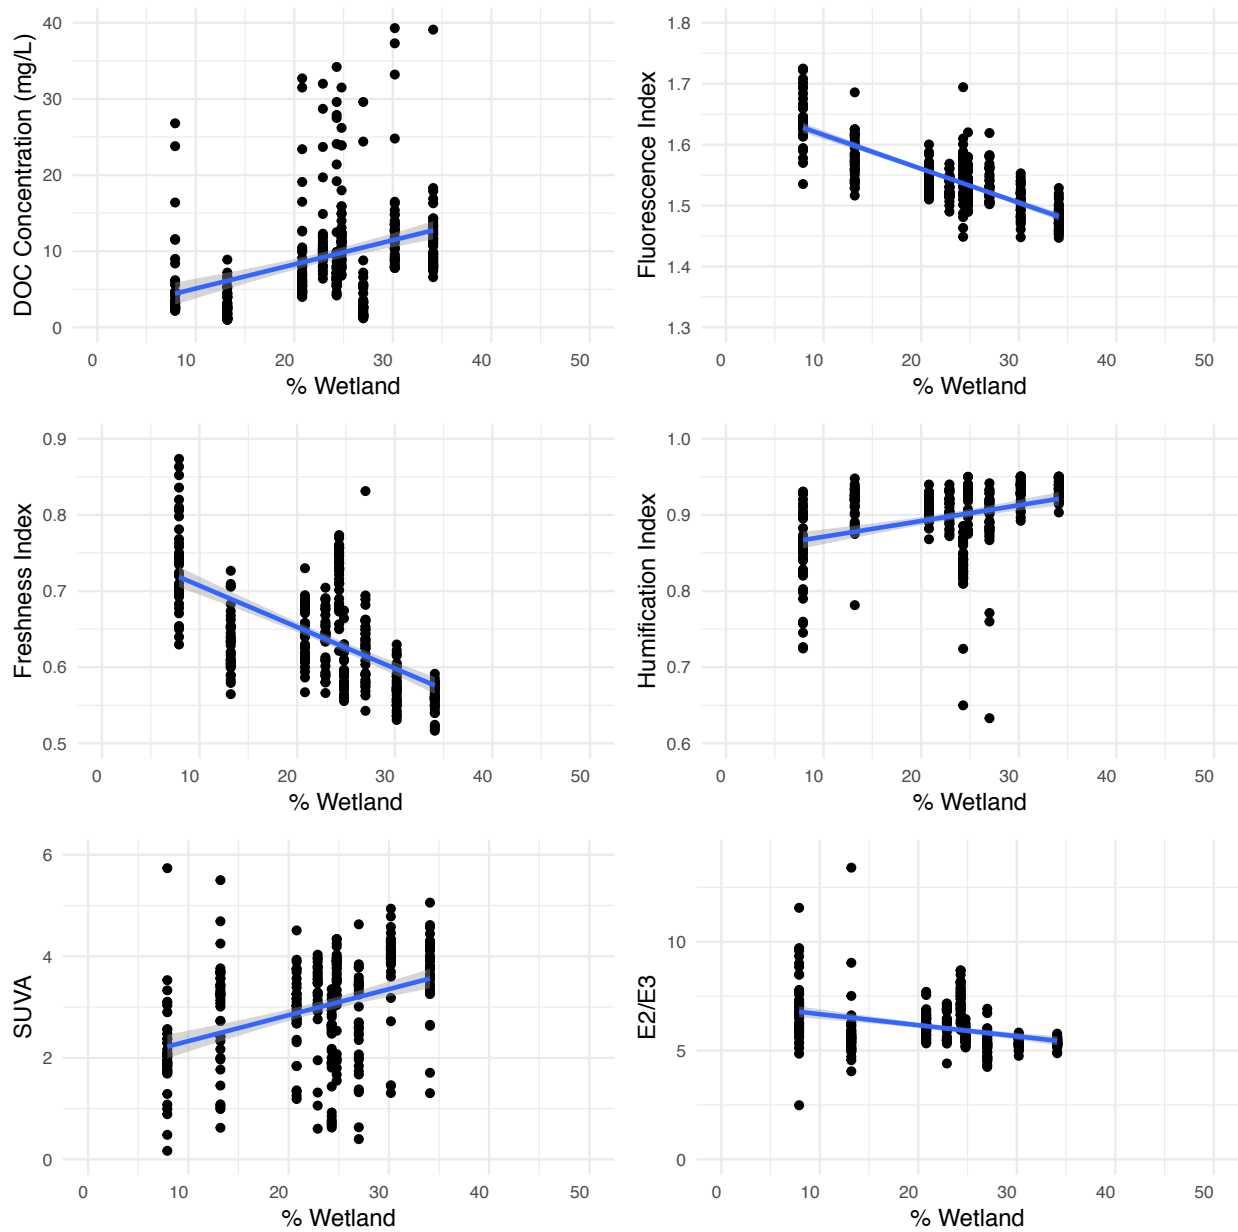 DOC Concentration (mg/L)
40
30
20
10
0
0 10 20 30 40 50
% Wetland
Fluorescence Index
1.8
1.7
1.6
1.5
1.4
1.3
0 10 20 30 40 50
% Wetland
Freshness Index
0.9
0.8
0.7
0.6
0.5
0 10 20 30 40 50
% Wetland
Humification Index
1.0
0.9
0.8
0.7
0.6
0 10 20 30 40 50
% Wetland
SUVA
6
4
2
0
0 10 20 30 40 50
% Wetland
E2/E3
10
5
0
0 10 20 30 40 50
% Wetland